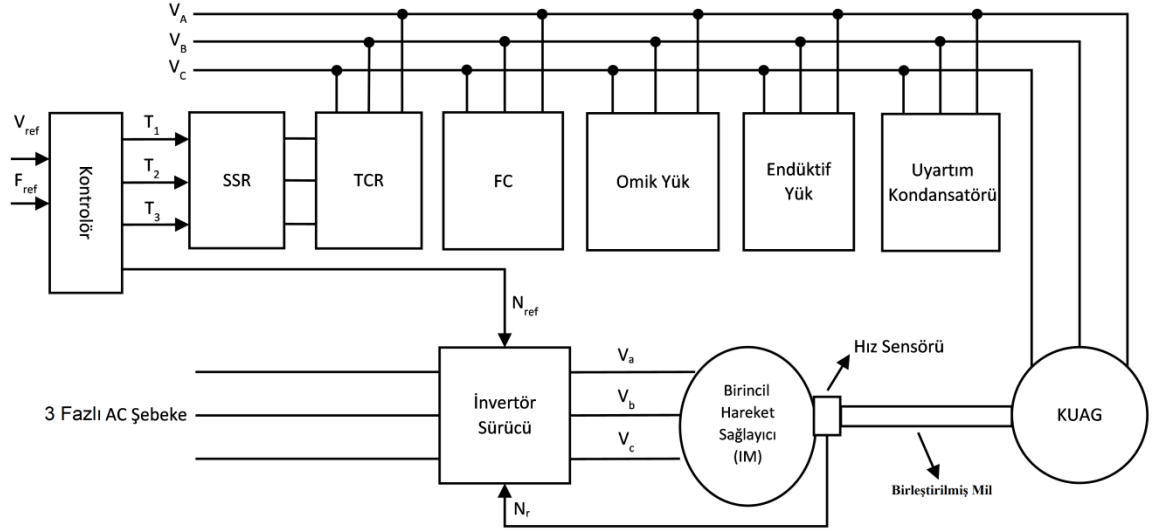 V_A
V_B
V_C
V_ref
F_ref
Kontrolör
T_1
T_2
T_3
SSR
TCR
FC
Omik Yük
Endüktif
Yük
Uyartım
Kondansatörü
N_ref
3 Fazlı AC Şebeke
İnvertör
Sürücü
V_a
V_b
V_c
Birincil
Hareket
Sağlayıcı
(IM)
Hız Sensörü
KUAG
Birleştirilmiş Mil
N_r